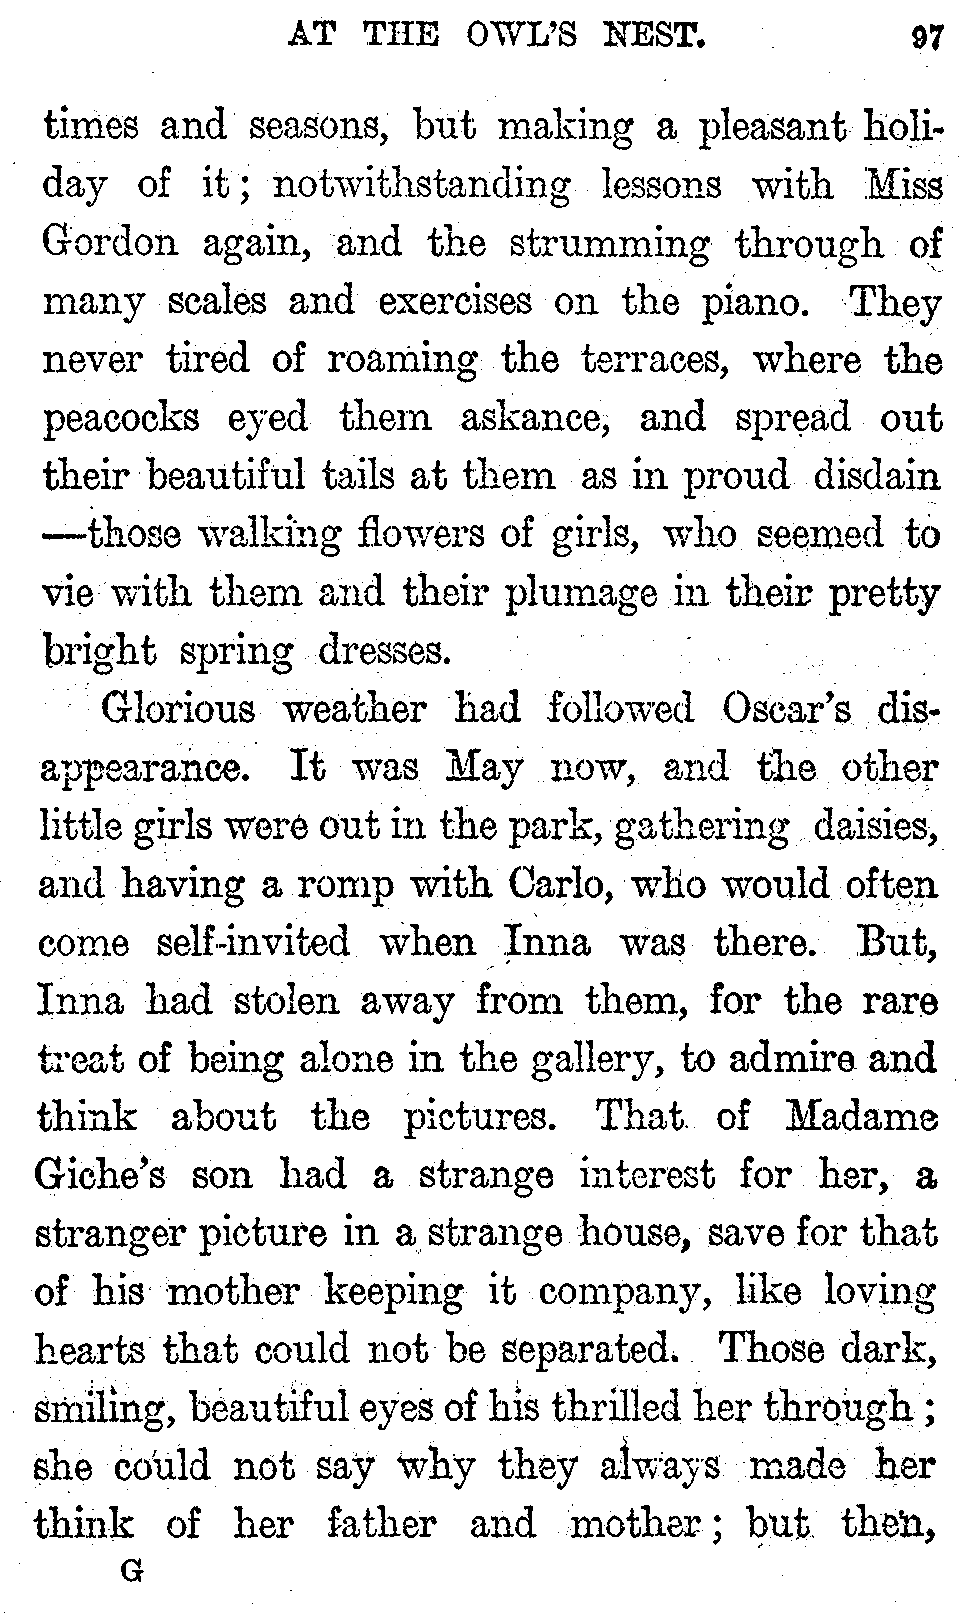 AT THE OWL'S NEST. 97
times and seasons, but making a pleasant holi-
day of it; notwithstanding lessons with Miss
Gordon again, and the strumming through of
many scales and exercises on the piano. They
never tired of roaming the terraces, where the
peacocks eyed them askance, and spread out
their beautiful tails at them as in proud disdain
—those walking flowers of girls, who seemed to
vie with them and their plumage in their pretty
bright spring dresses.
Glorious weather had followed Oscar's dis-
appearance. It was May now, and the other
little girls were out in the park, gathering daisies,
and having a romp with Carlo, who would often
come self-invited when Inna was there. But,
Inna had stolen away from them, for the rare
treat of being alone in the gallery, to admire and
think about the pictures. That of Madame
Giche's son had a strange interest for her, a
stranger picture in a strange house, save for that
of his mother keeping it company, like loving
hearts that could not be separated. Those dark,
smiling, beautiful eyes of his thrilled her through;
she could not say why they always made her
think of her father and mother; but then,
G